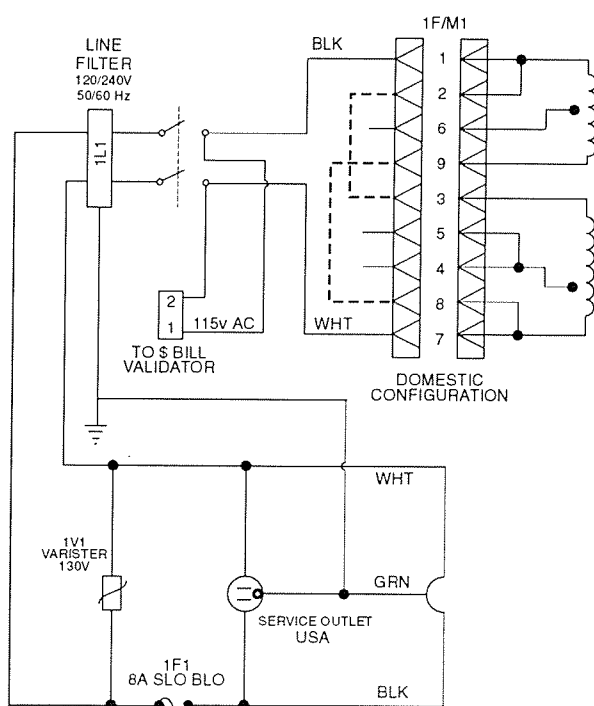 1F/M1
LINE
FILTER
120/240V
50/60 Hz
BLK
1L1
1
2
6
9
3
5
4
8
7
2
1
115v AC
WHT
TO $ BILL
VALIDATOR
DOMESTIC
CONFIGURATION
WHT
1V1
VARISTER
130V
GRN
SERVICE OUTLET
USA
1F1
8A SLO BLO
BLK